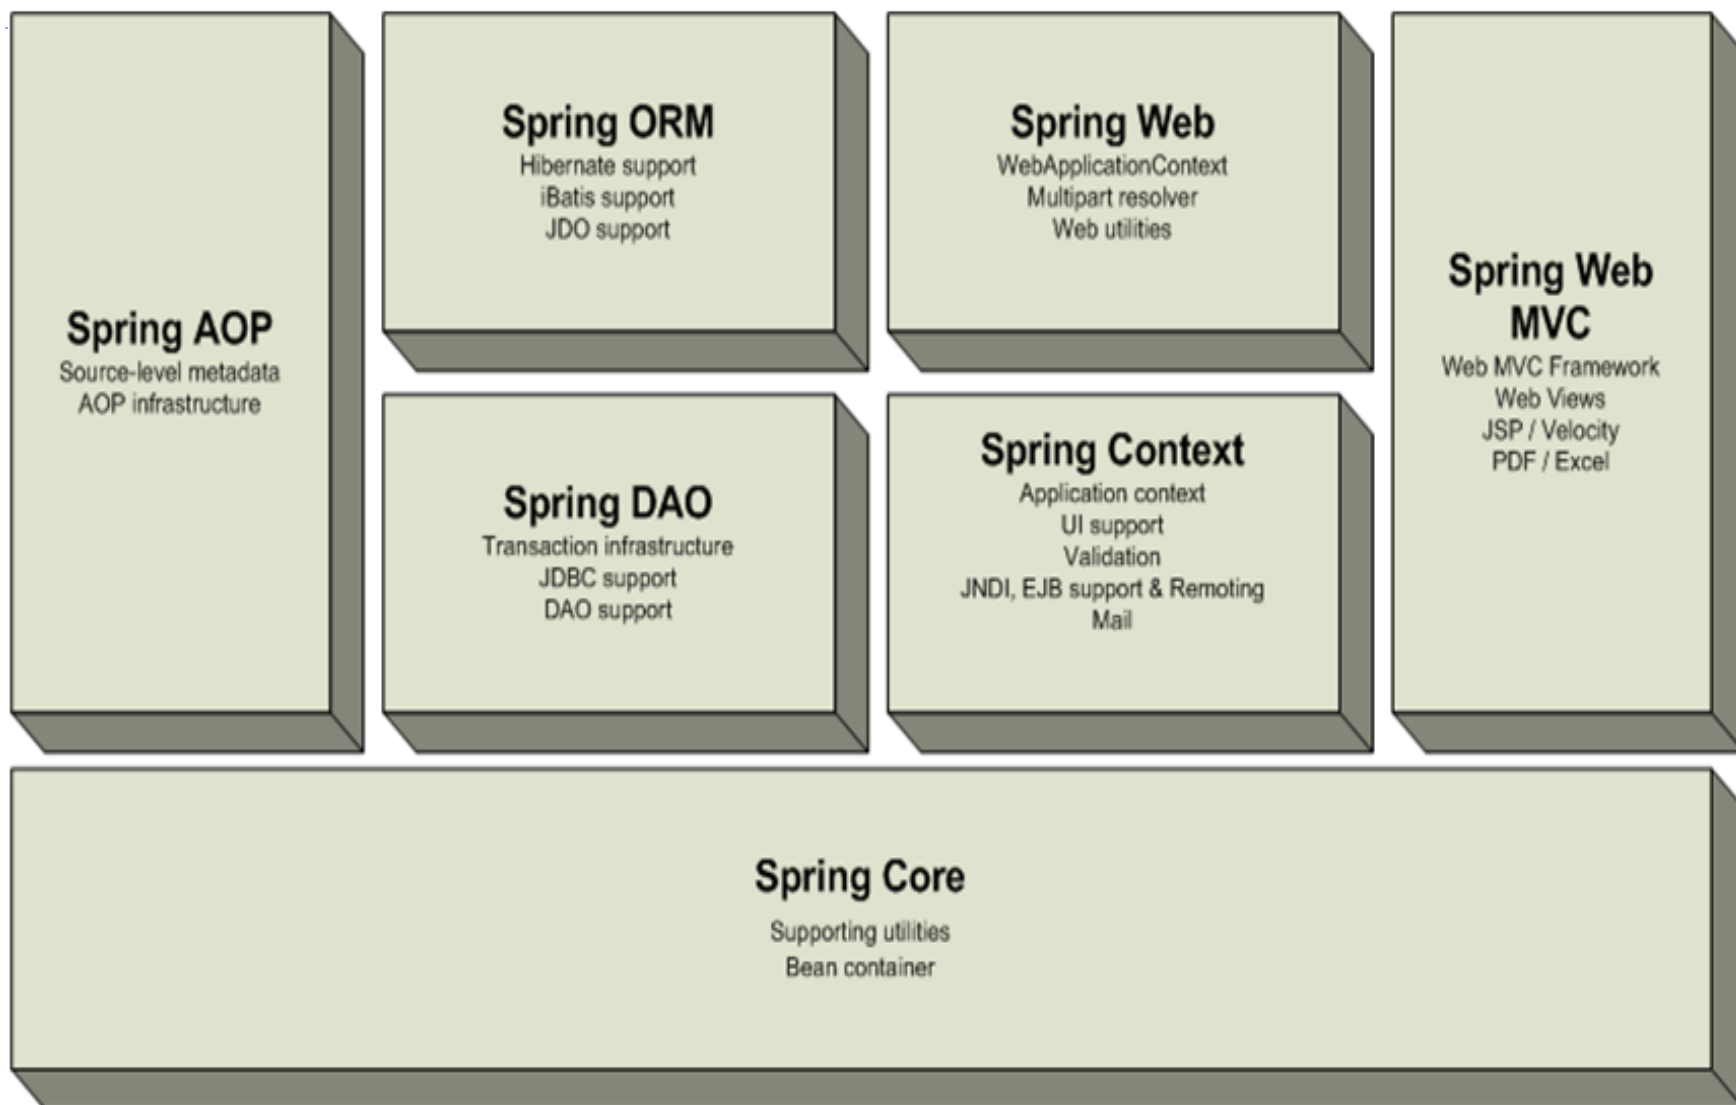 Spring AOP
Source-level metadata
AOP infrastructure
Spring ORM
Hibernate support
iBatis support
JDO support
Spring DAO
Transaction infrastructure
JDBC support
DAO support
Spring Web
WebApplicationContext
Multipart resolver
Web utilities
Spring Context
Application context
UI support
Validation
JNDI, EJB support & Remoting
Mail
Spring Web
MVC
Web MVC Framework
Web Views
JSP / Velocity
PDF / Excel
Spring Core
Supporting utilities
Bean container